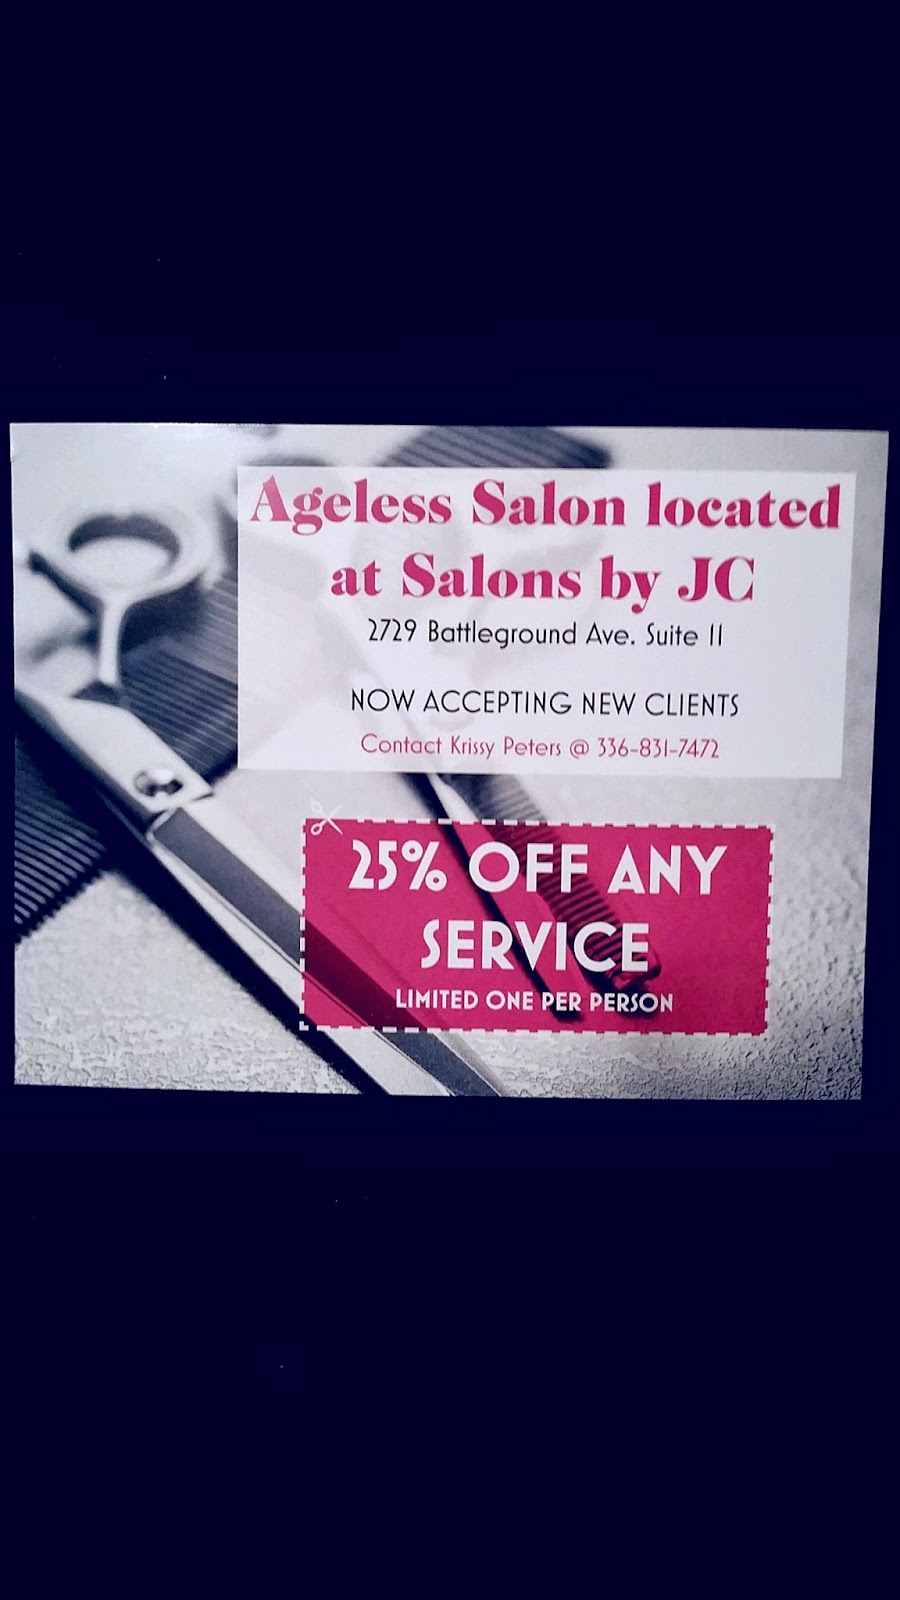 Ageless Salon located
at Salons by JC
2729 Battleground Ave. Suite 11
NOW ACCEPTING NEW CLIENTS
Contact Krissy Peters @ 336-831-7472
25% OFF ANY
SERVICE
LIMITED ONE PER PERSON